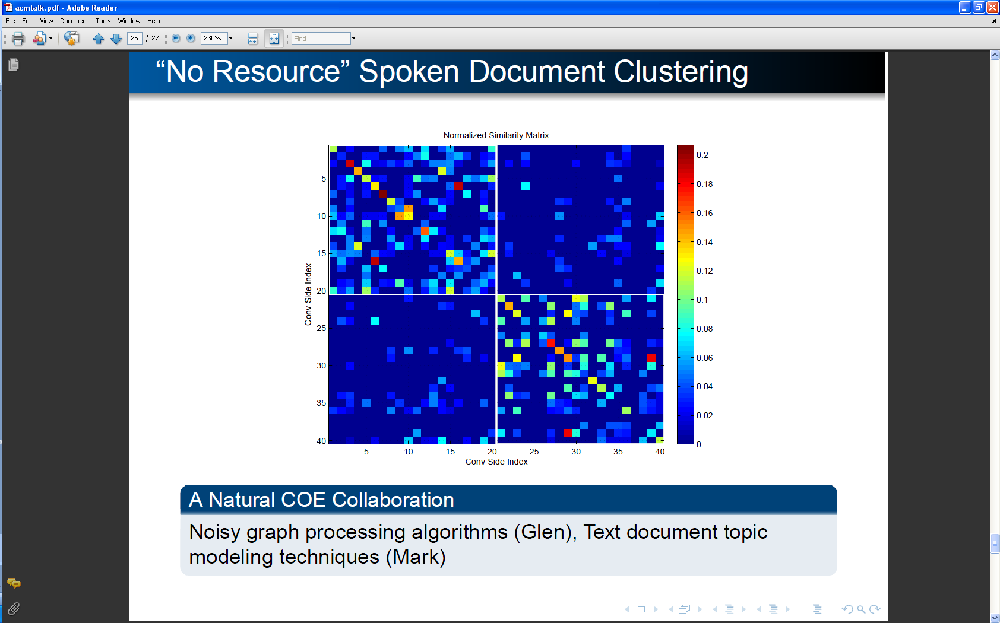 acmtalk.pdf - Adobe Reader
File Edit View Document Tools Window Help
25 / 27 230% Find
“No Resource” Spoken Document Clustering
Normalized Similarity Matrix
5
10
15
20
25
30
35
40
Conv Side Index
5 10 15 20 25 30 35 40
Conv Side Index
0.2
0.18
0.16
0.14
0.12
0.1
0.08
0.06
0.04
0.02
0
A Natural COE Collaboration
Noisy graph processing algorithms (Glen), Text document topic
modeling techniques (Mark)